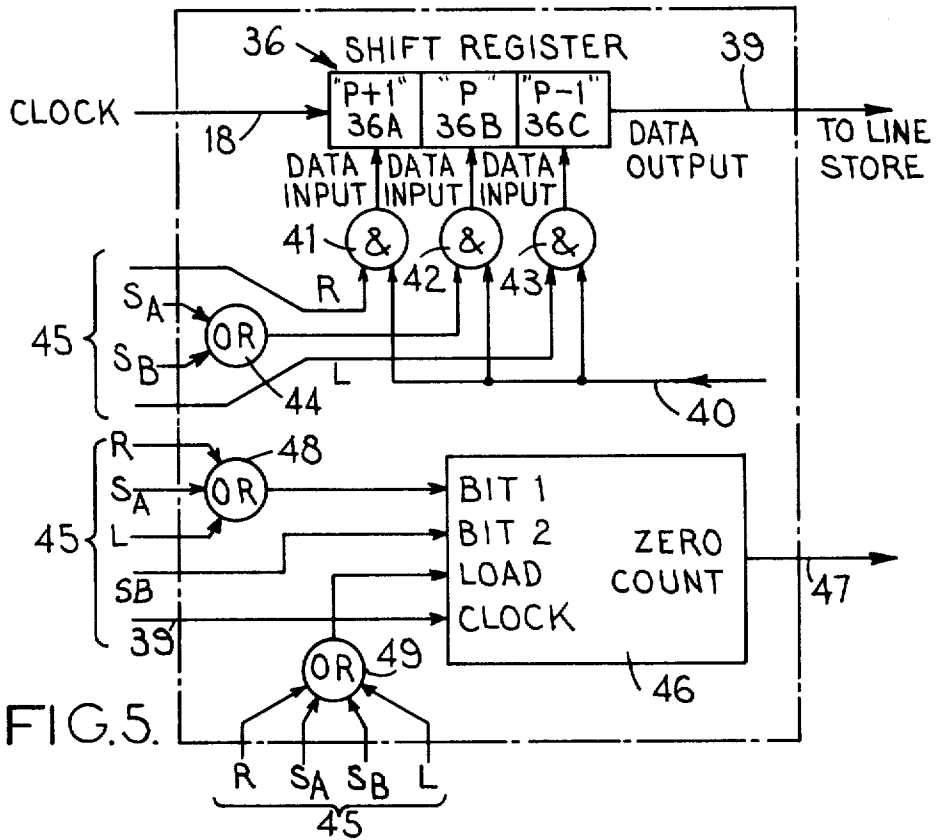 36 SHIFT REGISTER 39
CLOCK "P+1" "P" "P-1"
18 36A 36B 36C DATA OUTPUT TO LINE STORE
DATA INPUT DATA INPUT DATA INPUT
41 & 42 & 43 &
45 R
SA
OR
SB
44 L 40
R 48
SA OR BIT 1
45 L BIT 2 ZERO COUNT
SB LOAD 47
39 CLOCK
OR 49 46
FIG.5.
R SA SB L
45